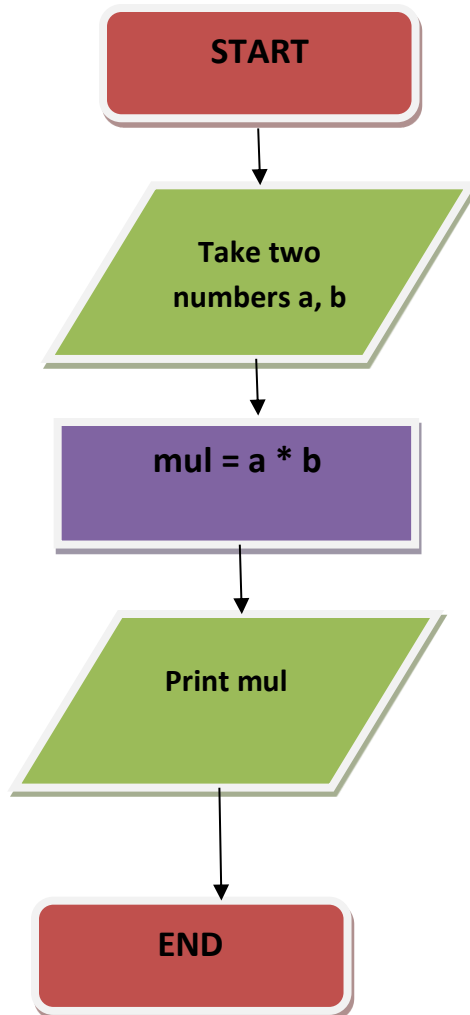 START
Take two
numbers a, b
mul = a * b
Print mul
END